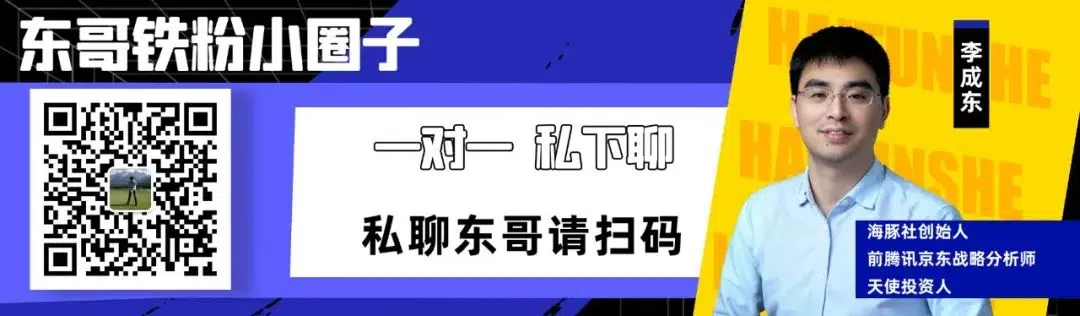 东哥铁粉小圈子
一对一 私下聊
私聊东哥请扫码
HAITUNSHE
HAITUNSHE
李成东
海豚社创始人
前腾讯京东战略分析师
天使投资人